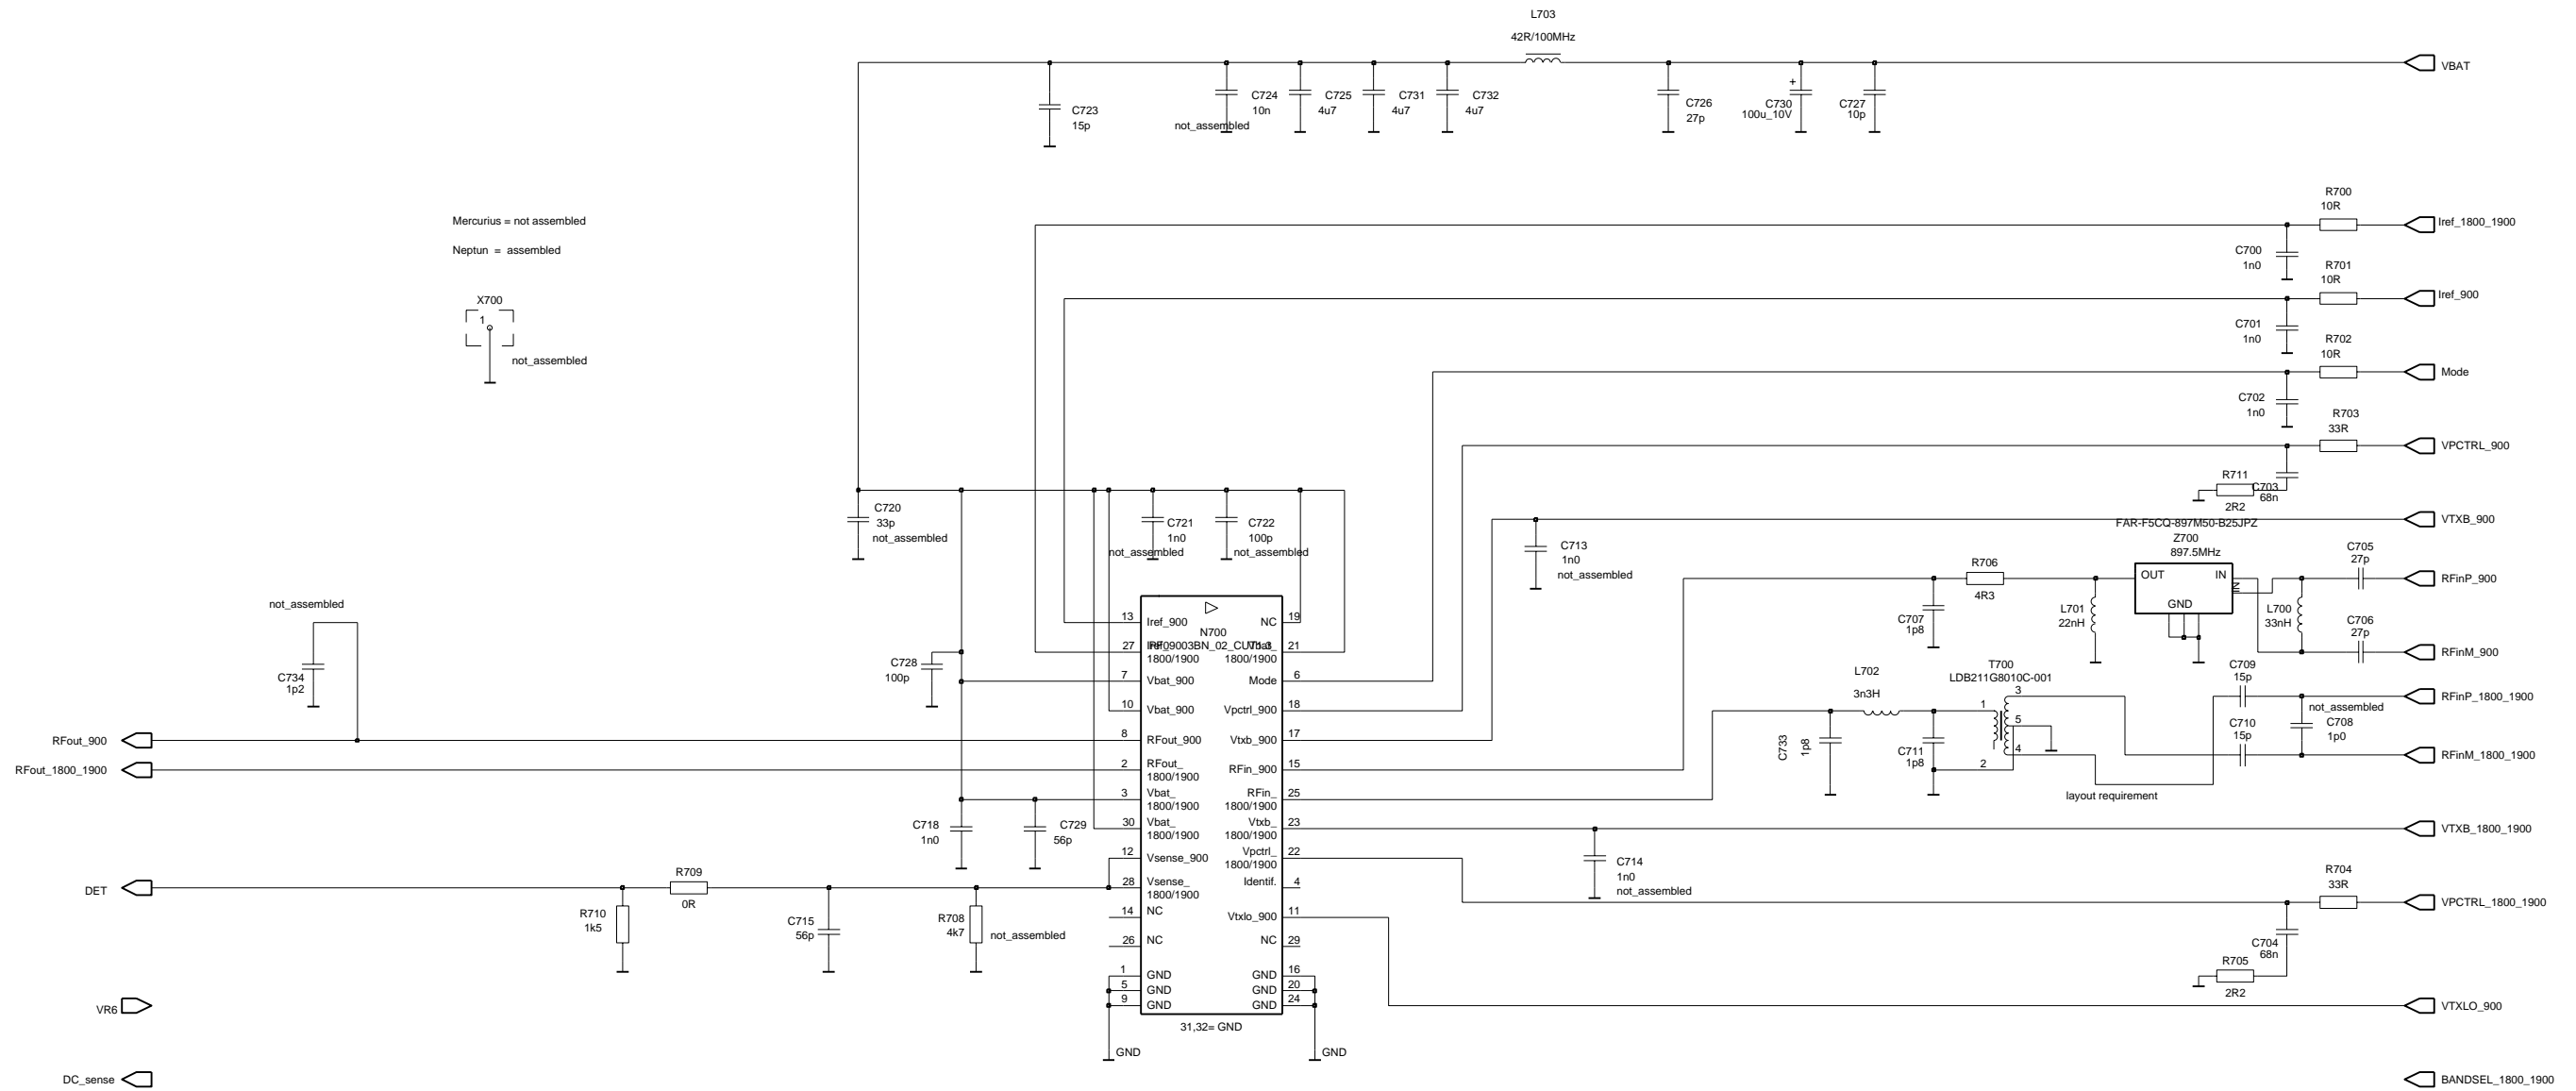 L703
42R/100MHz
VBAT
C723
15p
C724
10n
not_assembled
C725
4u7
C731
4u7
C732
4u7
C726
27p
+
C730
100u_10V
C727
10p
Mercurius = not assembled
Neptun = assembled
X700
1
not_assembled
R700
10R
Iref_1800_1900
C700
1n0
R701
10R
Iref_900
C701
1n0
R702
10R
Mode
C702
1n0
R703
33R
VPCTRL_900
R711
2R2
C703
68n
VTXB_900
C720
33p
not_assembled
C721
1n0
not_assembled
C722
100p
not_assembled
C713
1n0
not_assembled
FAR-F5CQ-897M50-B25JPZ
Z700
897.5MHz
OUT
IN
IN
GND
C705
27p
RFinP_900
R706
4R3
L701
22nH
L700
33nH
C707
1p8
C706
27p
RFinM_900
not_assembled
C734
1p2
C728
100p
N700
RF09003BN_02_CUT1.3
13 Iref_900
27 Iref_
1800/1900
7 Vbat_900
10 Vbat_900
8 RFout_900
2 RFout_
1800/1900
3 Vbat_
1800/1900
30 Vbat_
1800/1900
12 Vsense_900
28 Vsense_
1800/1900
14 NC
26 NC
1 GND
5 GND
9 GND
NC 19
Vbat_
1800/1900 21
Mode 6
Vpctrl_900 18
Vtxb_900 17
RFin_900 15
RFin_
1800/1900 25
Vtxb_
1800/1900 23
Vpctrl_
1800/1900 22
Identif. 4
Vtxlo_900 11
NC 29
GND 16
GND 20
GND 24
31,32= GND
GND
GND
L702
3n3H
T700
LDB211G8010C-001
1
2
3
5
4
C733
1p8
C711
1p8
C709
15p
C710
15p
RFinP_1800_1900
not_assembled
C708
1p0
RFinM_1800_1900
layout requirement
RFout_900
RFout_1800_1900
C718
1n0
C729
56p
VTXB_1800_1900
C714
1n0
not_assembled
DET
R709
0R
R710
1k5
C715
56p
R708
4k7
not_assembled
R704
33R
VPCTRL_1800_1900
C704
68n
R705
2R2
VR6
VTXLO_900
DC_sense
BANDSEL_1800_1900